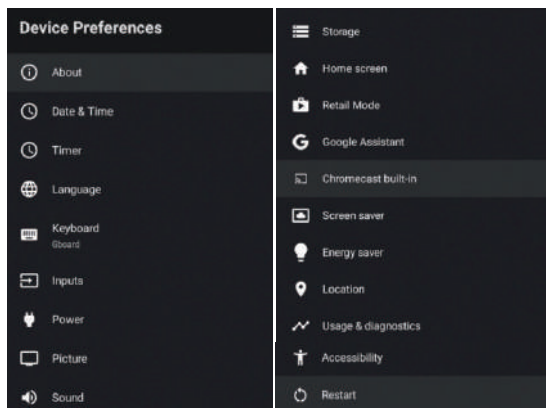 Device Preferences
About
Date & Time
Timer
Language
Keyboard
Gboard
Inputs
Power
Picture
Sound
Storage
Home screen
Retail Mode
Google Assistant
Chromecast built-in
Screen saver
Energy saver
Location
Usage & diagnostics
Accessibility
Restart